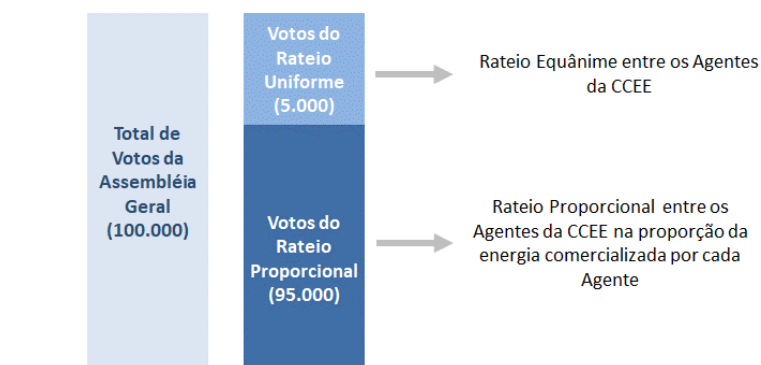 Total de
Votos da
Assembléia
Geral
(100.000)
Votos do
Rateio
Uniforme
(5.000)
Rateio Equânime entre os Agentes
da CCEE
Votos do
Rateio
Proporcional
(95.000)
Rateio Proporcional entre os
Agentes da CCEE na proporção da
energia comercializada por cada
Agente